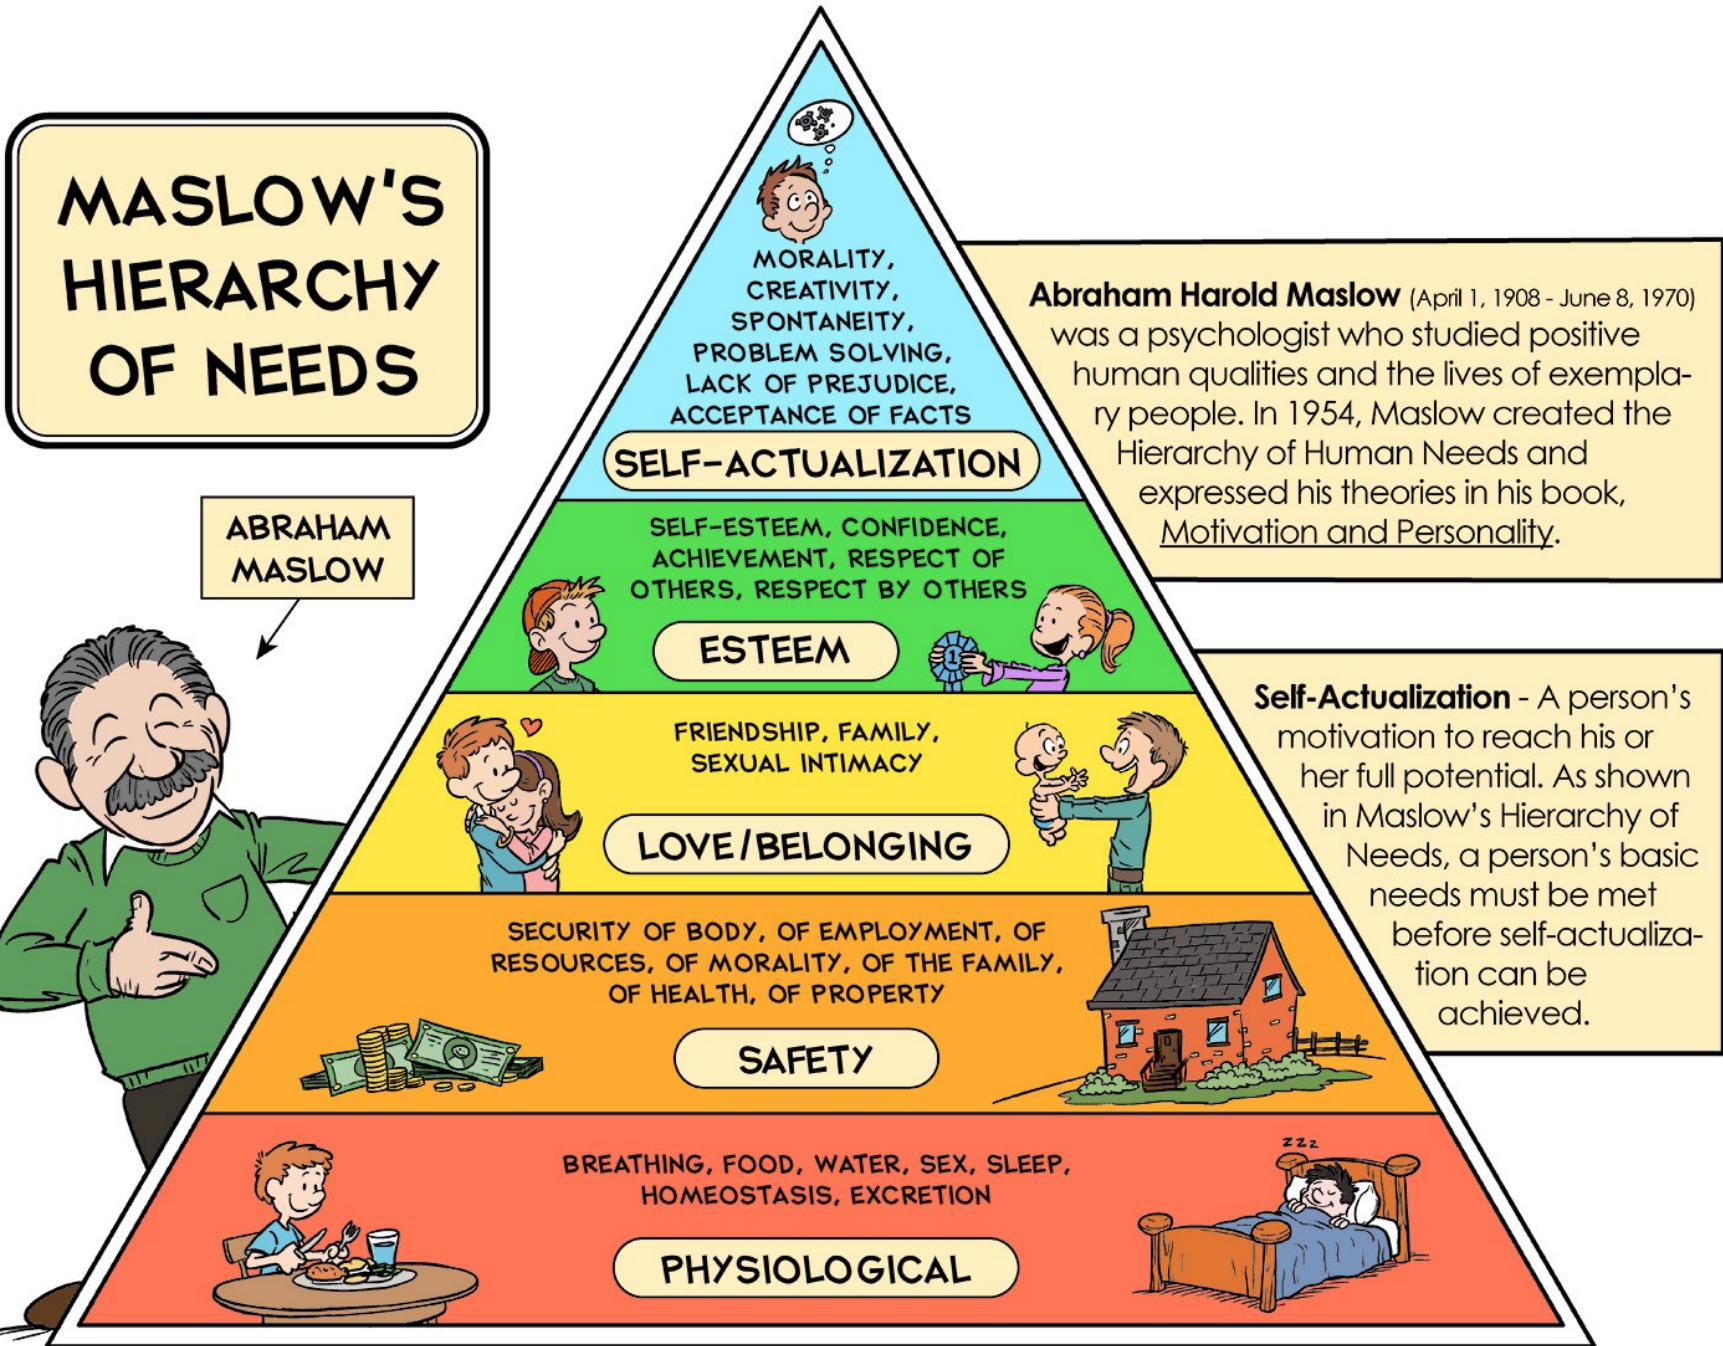 MASLOW'S
HIERARCHY
OF NEEDS
ABRAHAM
MASLOW
MORALITY,
CREATIVITY,
SPONTANEITY,
PROBLEM SOLVING,
LACK OF PREJUDICE,
ACCEPTANCE OF FACTS
SELF-ACTUALIZATION
SELF-ESTEEM, CONFIDENCE,
ACHIEVEMENT, RESPECT OF
OTHERS, RESPECT BY OTHERS
ESTEEM
1
FRIENDSHIP, FAMILY,
SEXUAL INTIMACY
LOVE/BELONGING
SECURITY OF BODY, OF EMPLOYMENT, OF
RESOURCES, OF MORALITY, OF THE FAMILY,
OF HEALTH, OF PROPERTY
SAFETY
BREATHING, FOOD, WATER, SEX, SLEEP,
HOMEOSTASIS, EXCRETION
PHYSIOLOGICAL
ZZZ
Abraham Harold Maslow (April 1, 1908 - June 8, 1970)
was a psychologist who studied positive
human qualities and the lives of exempla-
ry people. In 1954, Maslow created the
Hierarchy of Human Needs and
expressed his theories in his book,
Motivation and Personality.
Self-Actualization - A person's
motivation to reach his or
her full potential. As shown
in Maslow's Hierarchy of
Needs, a person's basic
needs must be met
before self-actualiza-
tion can be
achieved.